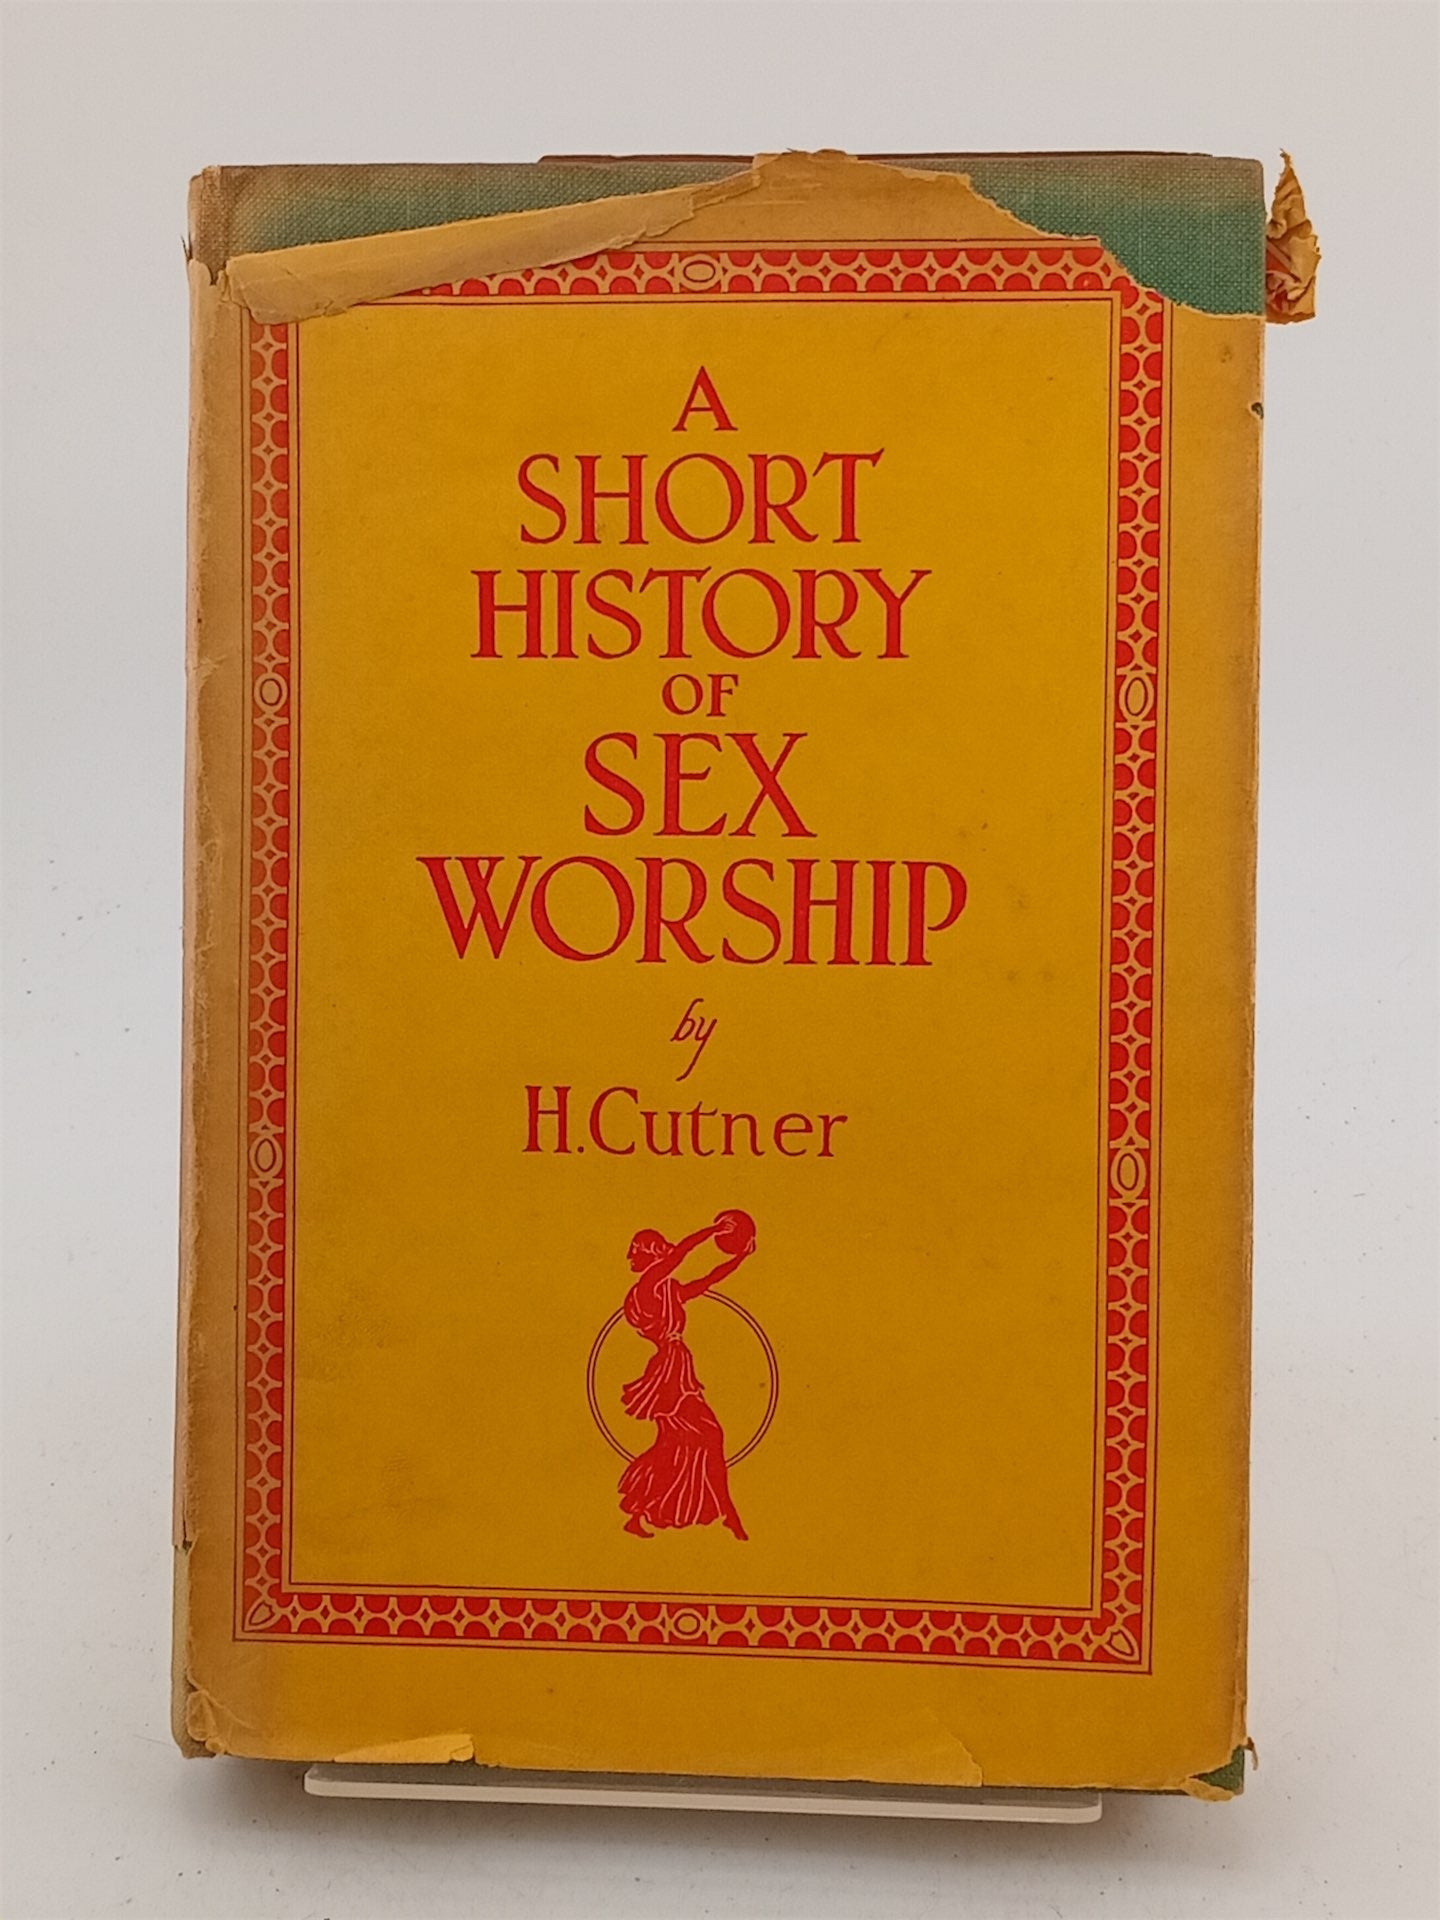 A
SHORT
HISTORY
OF
SEX
WORSHIP
by
H. Cutner